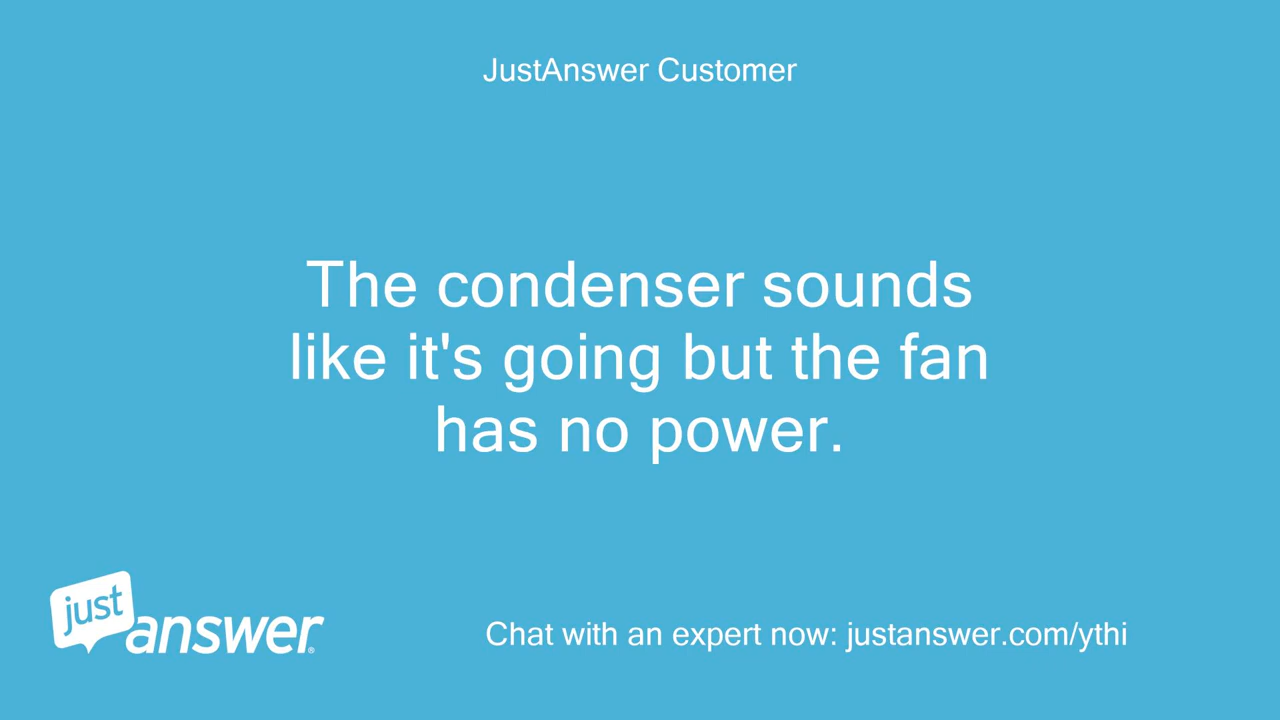 JustAnswer Customer
The condenser sounds
like it's going but the fan
has no power.
just
answer®
Chat with an expert now: justanswer.com/ythi